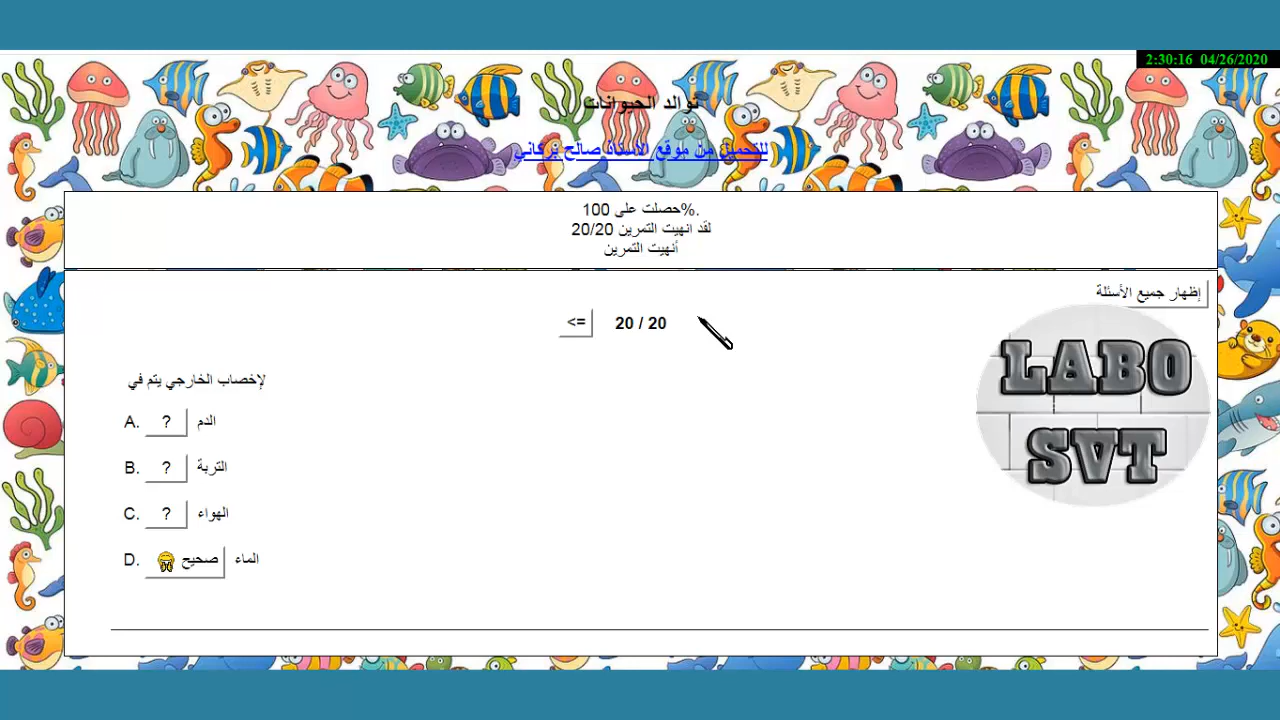 2:30:16 04/26/2020
توالد الحيوانات
للتحميل من موقع الأستاذ صالح بركاني
حصلت على 100%.
لقد انهيت التمرين 20/20
أنهيت التمرين
إظهار جميع الأسئلة
<= 20 / 20
LABO
SVT
لإخصاب الخارجي يتم في
A. ? الدم
B. ? التربة
C. ? الهواء
D. صحيح الماء